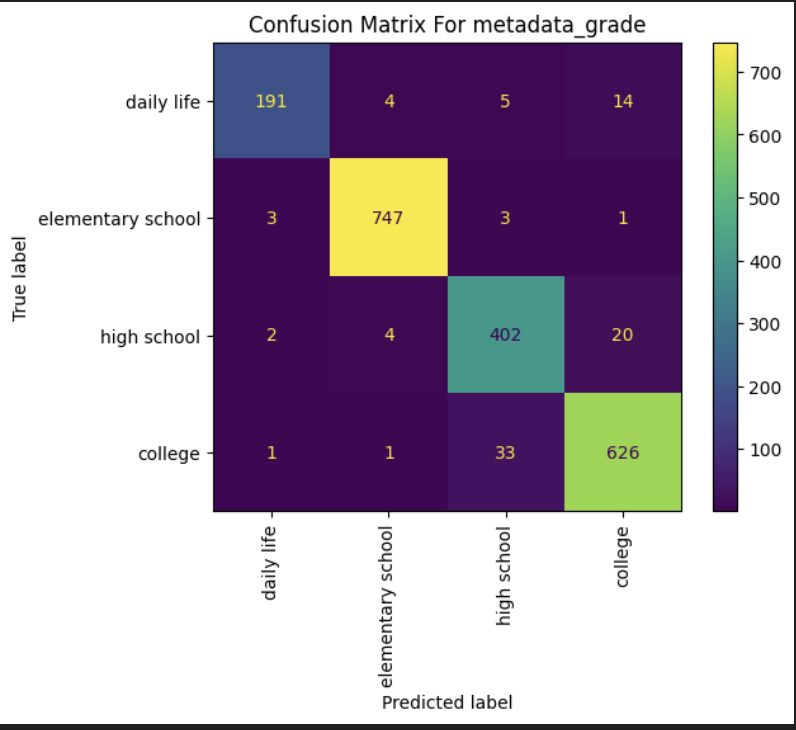 Confusion Matrix For metadata_grade
daily life 191 4 5 14
elementary school 3 747 3 1
high school 2 4 402 20
college 1 1 33 626
True label
daily life
elementary school
high school
college
Predicted label
700
600
500
400
300
200
100